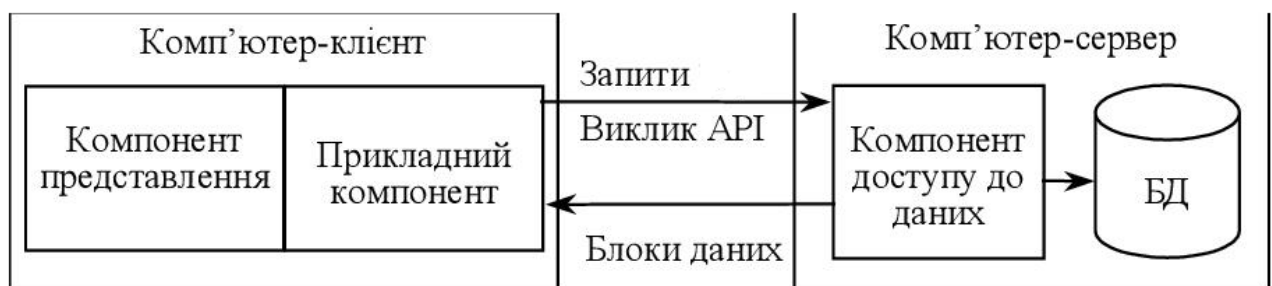 Комп’ютер-клієнт
Компонент
представлення
Прикладний
компонент
Запити
Виклик API
Блоки даних
Комп’ютер-сервер
Компонент
доступу до
даних
БД